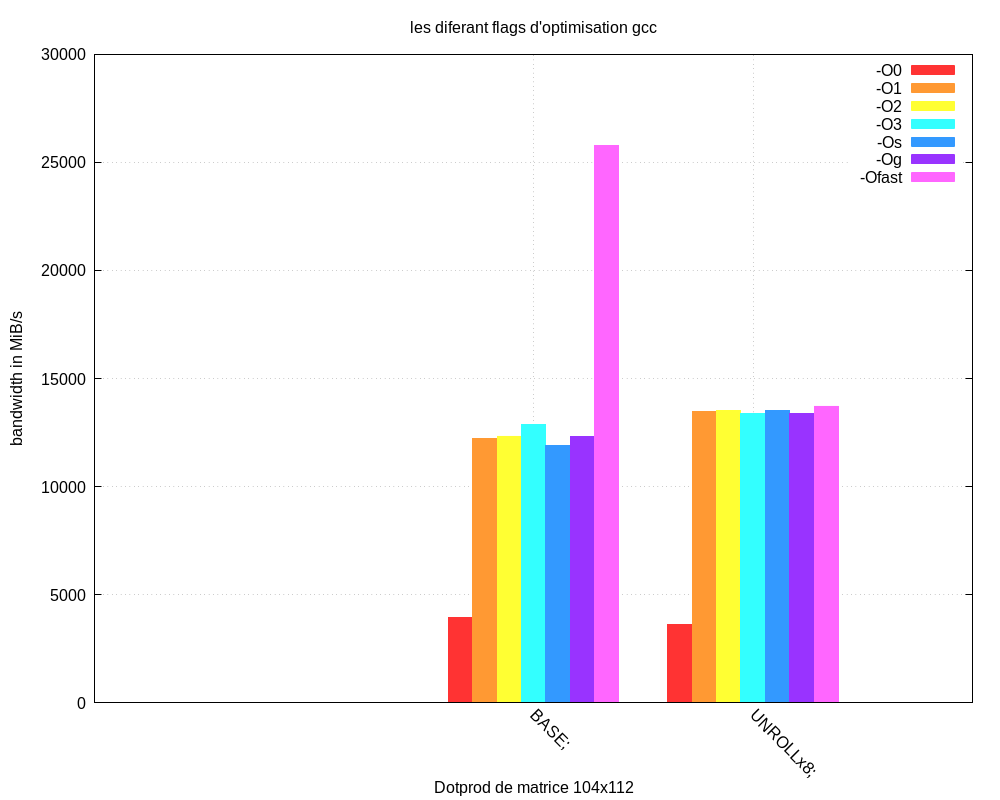 les diferant flags d'optimisation gcc
30000
25000
20000
15000
10000
5000
0
bandwidth in MiB/s
-O0
-O1
-O2
-O3
-Os
-Og
-Ofast
BASE;
UNROLLx8;
Dotprod de matrice 104x112